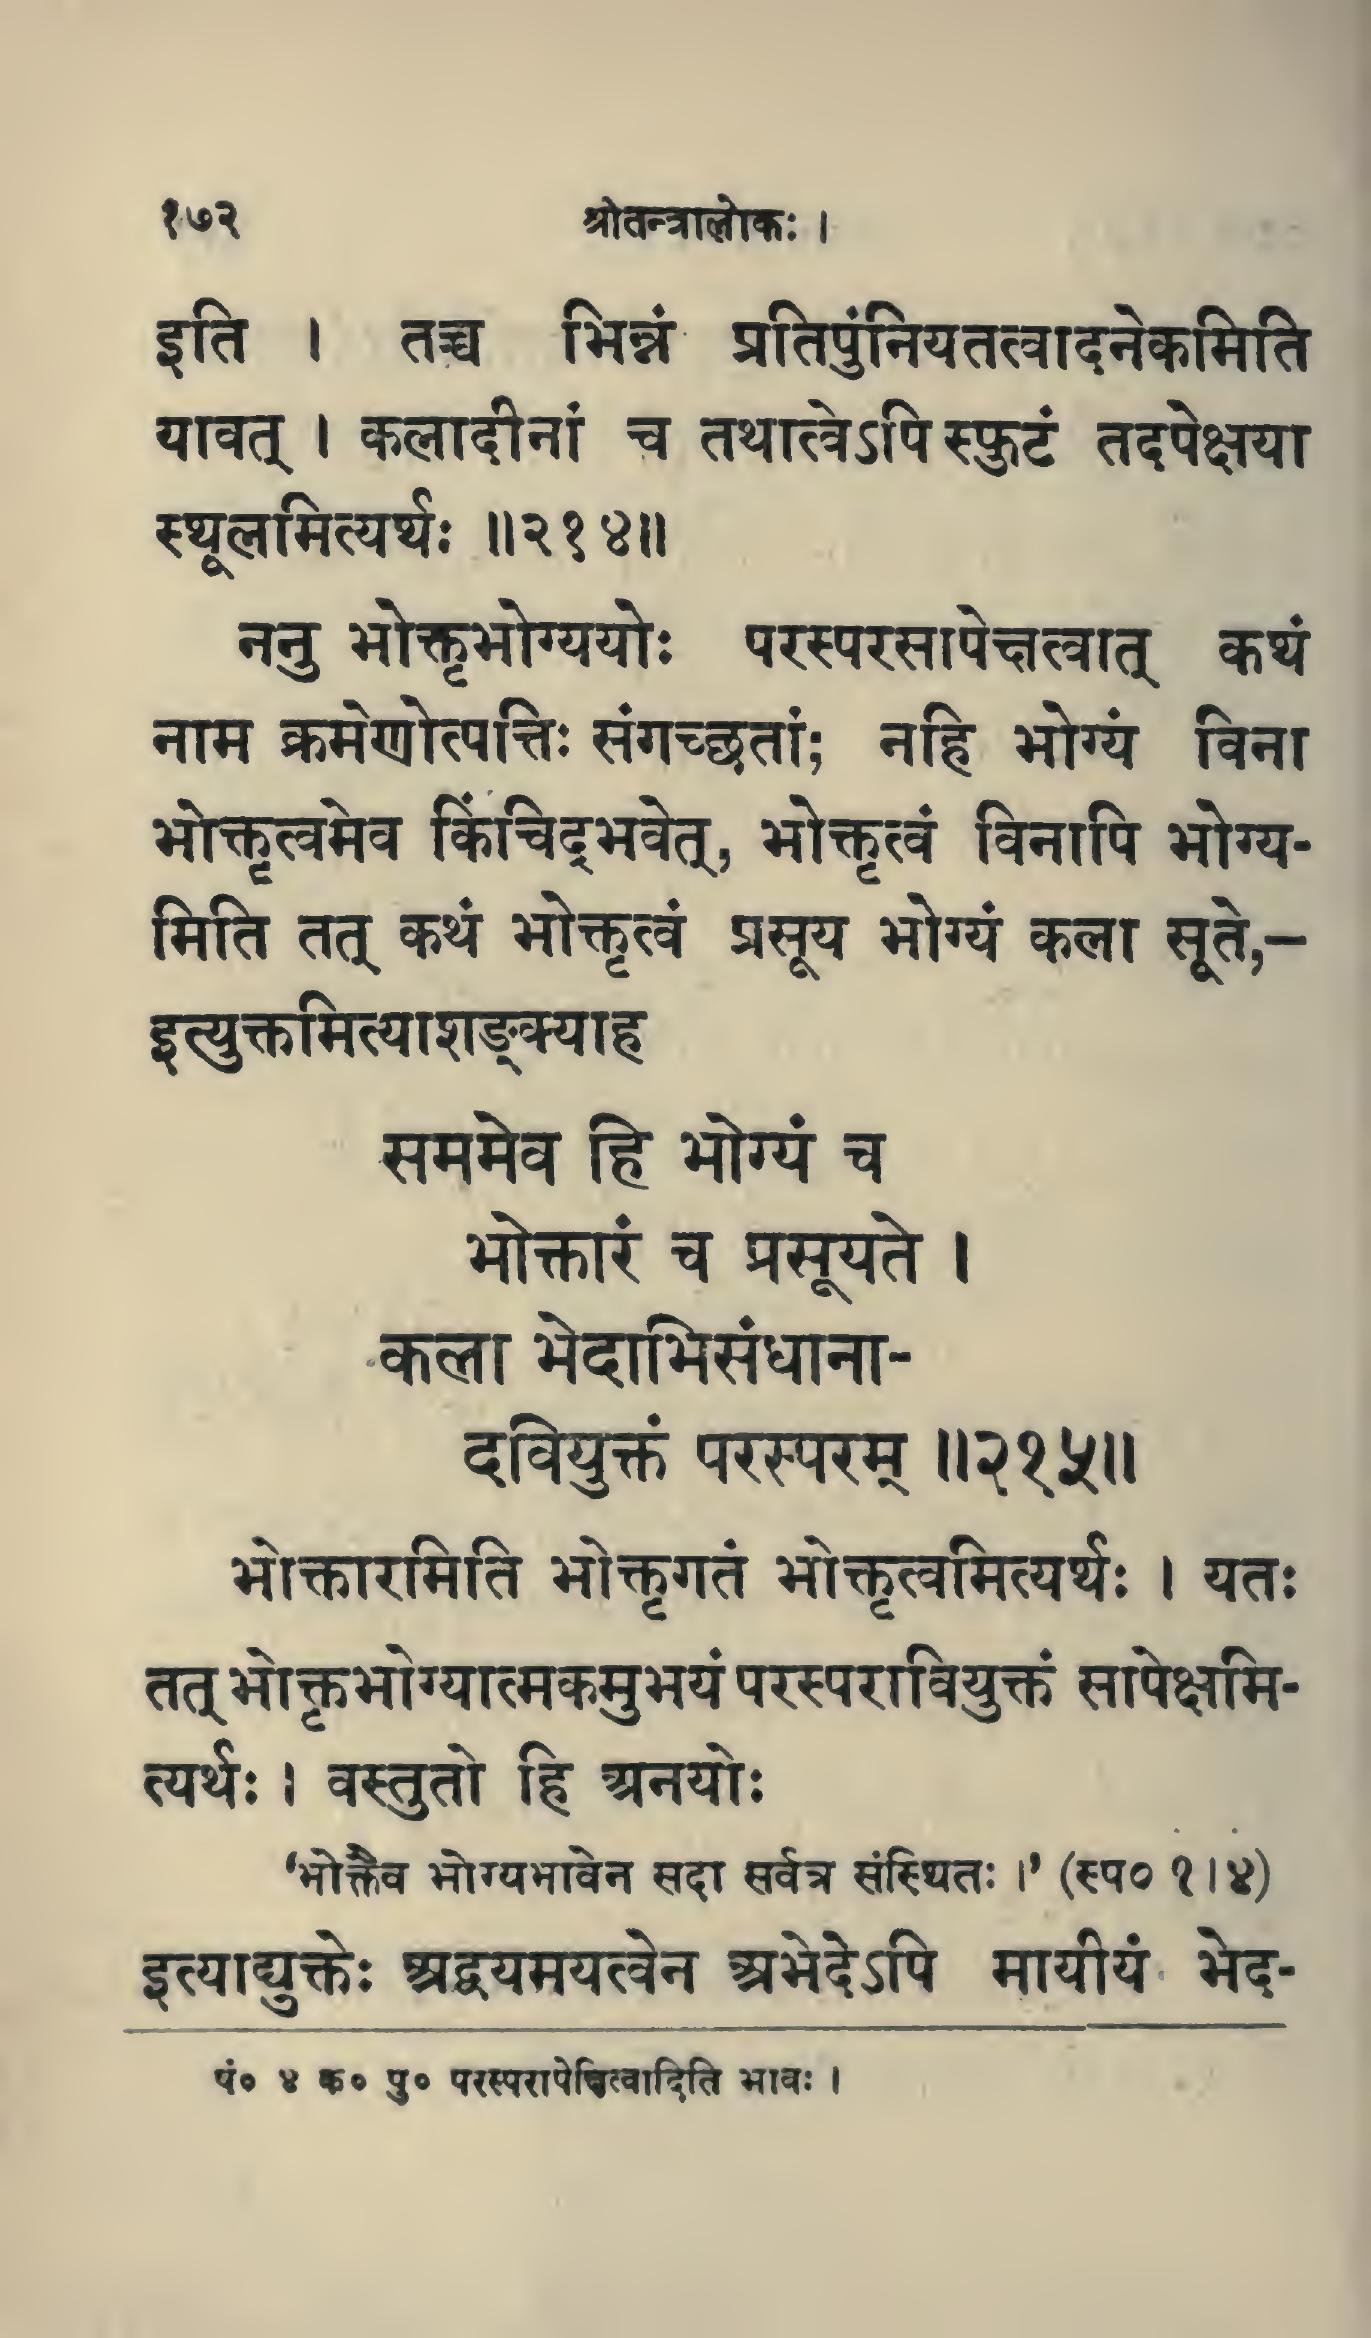 १७२ श्रीतन्त्रालोकः ।
इति । तच्च भिन्नं प्रतिपुंनियतत्वादनेकमिति
यावत् । कलादीनां च तथात्वेऽपि स्फुटं तदपेक्षया
स्थूलमित्यर्थः ॥२१४॥
ननु भोक्तृभोग्ययोः परस्परसापेक्षत्वात् कथं
नाम क्रमेणोत्पत्तिः संगच्छतां; नहि भोग्यं विना
भोक्तृत्वमेव किंचिद्भवेत्, भोक्तृत्वं विनापि भोग्य-
मिति तत् कथं भोक्तृत्वं प्रसूय भोग्यं कला सूते,—
इत्युक्तमित्याशङ्क्याह
सममेव हि भोग्यं च
भोक्तारं च प्रसूयते ।
कला भेदाभिसंधाना-
दवियुक्तं परस्परम् ॥२१५॥
भोक्तारमिति भोक्तृगतं भोक्तृत्वमित्यर्थः । यतः
तत् भोक्तृभोग्यात्मकमुभयं परस्परावियुक्तं सापेक्षमि-
त्यर्थः । वस्तुतो हि अनयोः
‘भोक्तैव भोग्यभावेन सदा सर्वत्र संस्थितः ।’ (स्प० १।४)
इत्याद्युक्तेः अद्वयमयत्वेन अभेदेऽपि मायीयं भेद-
पं० ४ क० पु० परस्परापेक्षित्वादिति भावः ।